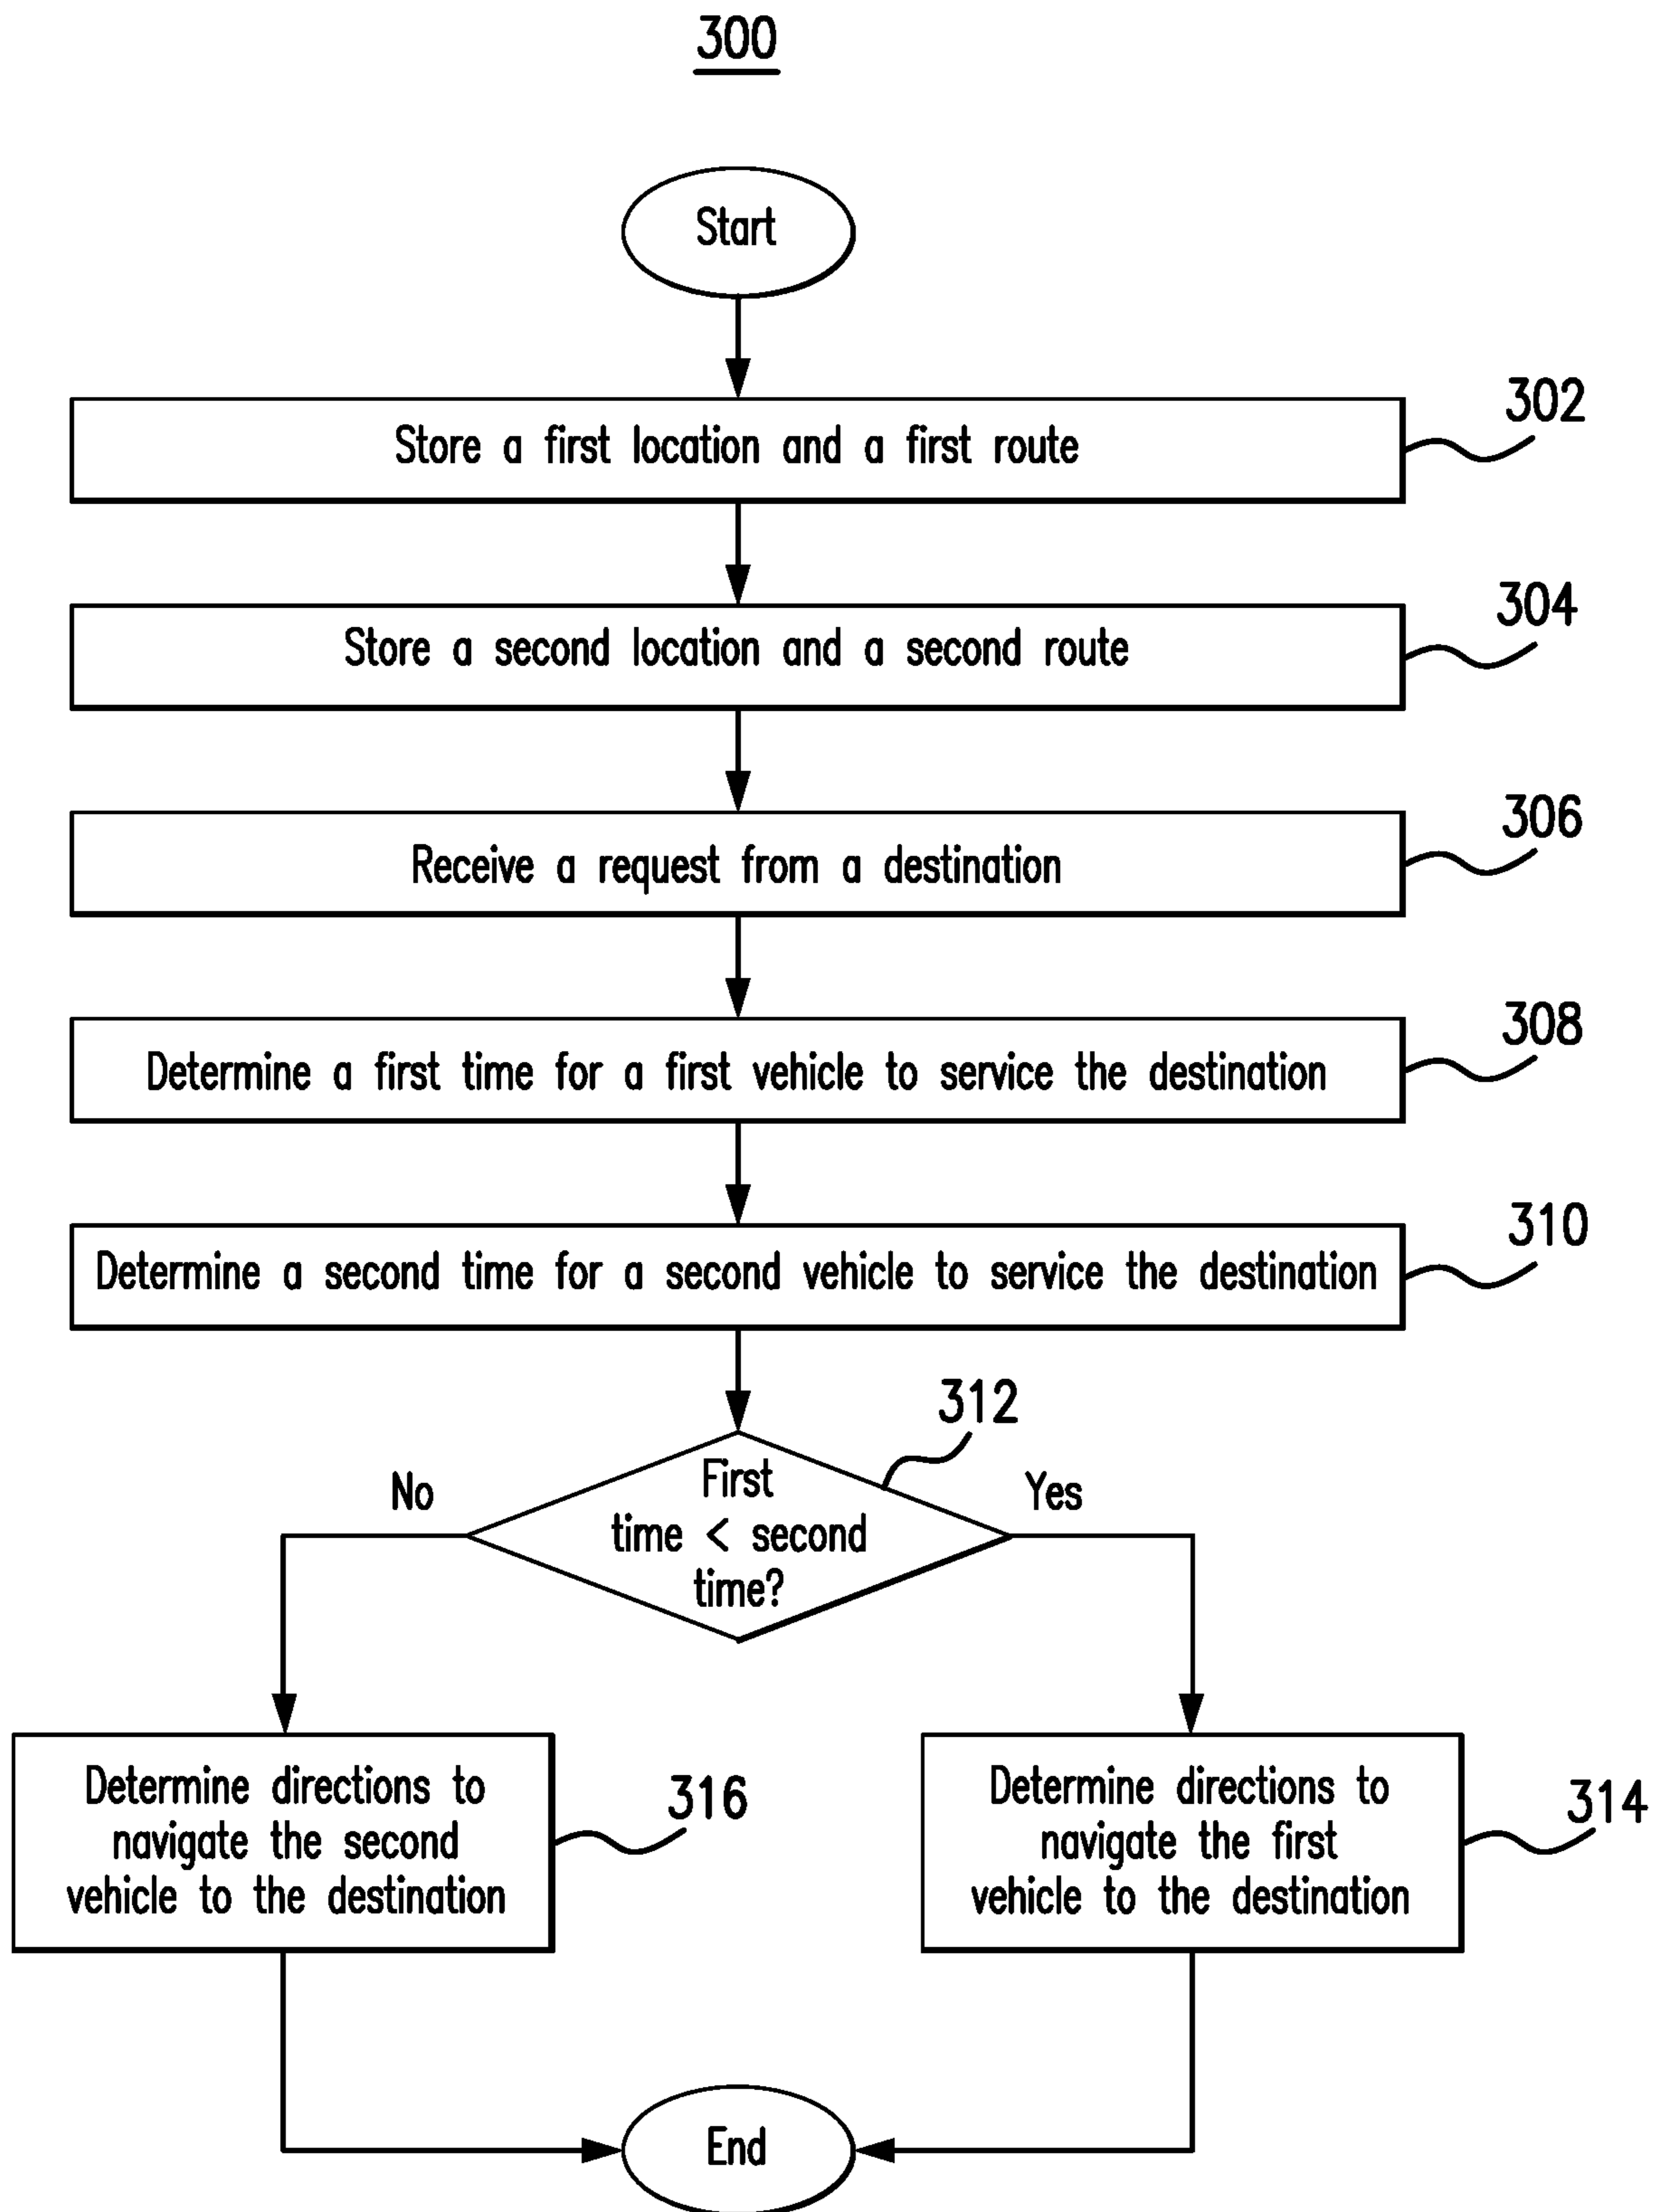 300
Start
Store a first location and a first route
302
Store a second location and a second route
304
Receive a request from a destination
306
Determine a first time for a first vehicle to service the destination
308
Determine a second time for a second vehicle to service the destination
310
312
First
time < second
time?
No
Yes
Determine directions to
navigate the second
vehicle to the destination
316
Determine directions to
navigate the first
vehicle to the destination
314
End